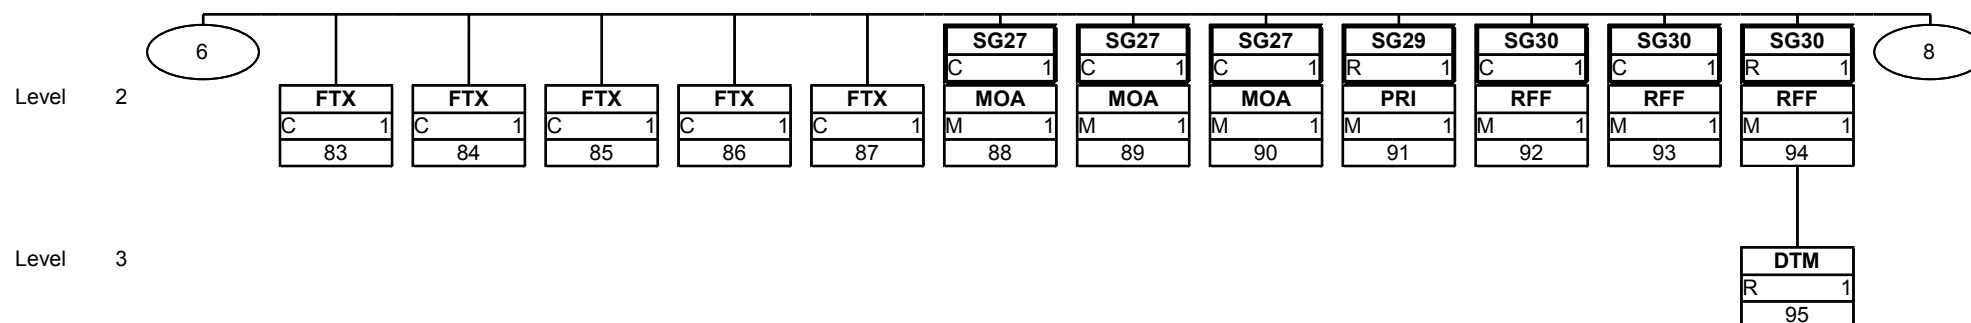 SG27 SG27 SG27 SG29 SG30 SG30 SG30
6 8
C 1 C 1 C 1 R 1 C 1 C 1 R 1
Level 2 FTX FTX FTX FTX FTX MOA MOA MOA PRI RFF RFF RFF
C 1 C 1 C 1 C 1 C 1 M 1 M 1 M 1 M 1 M 1 M 1 M 1
83 84 85 86 87 88 89 90 91 92 93 94
Level 3 DTM
R 1
95